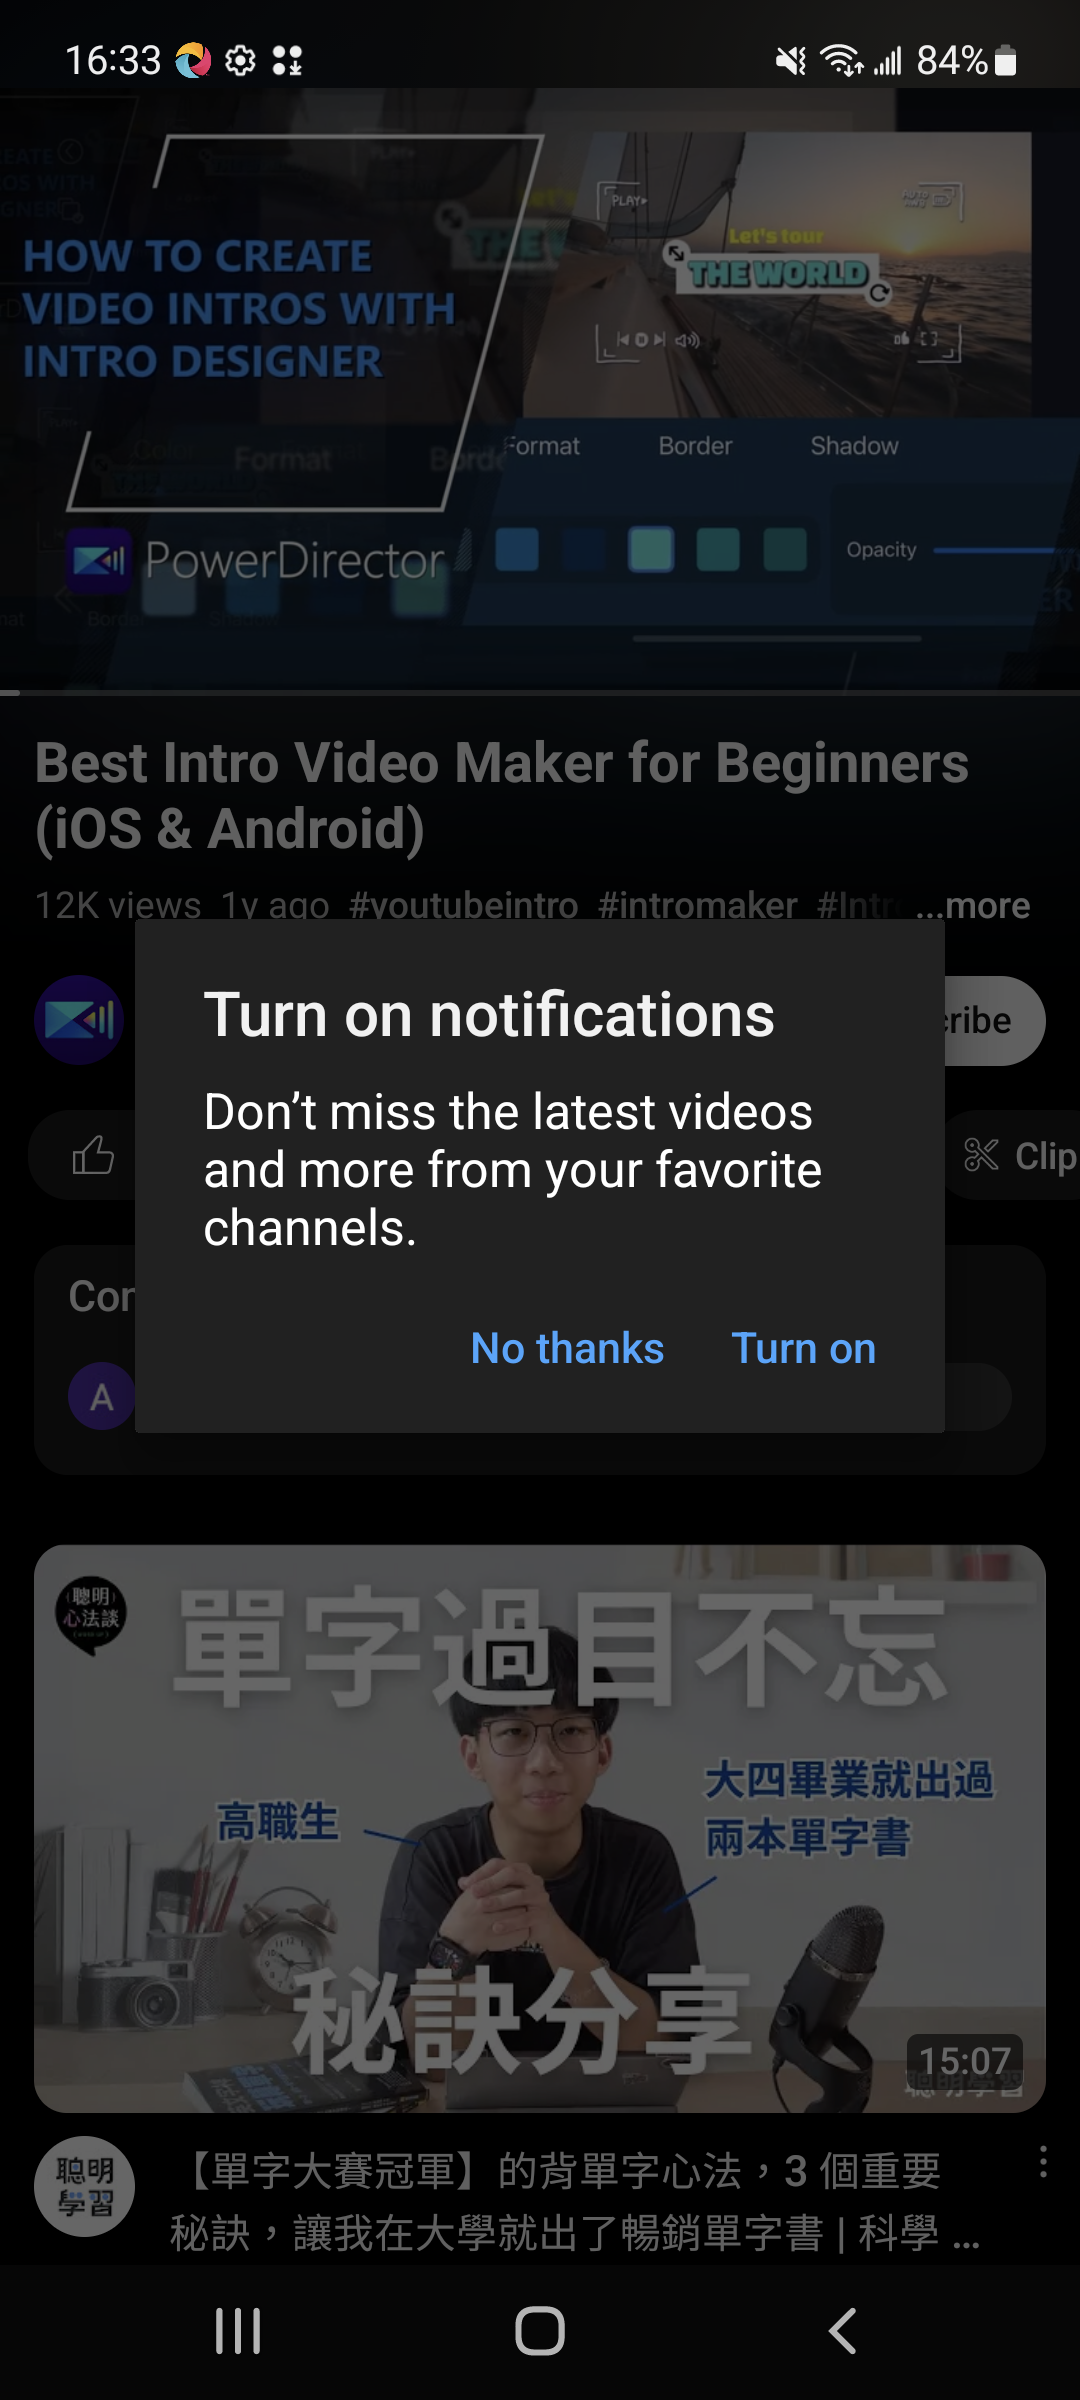 16:33
84%
HOW TO CREATE
VIDEO INTROS WITH
INTRO DESIGNER
PLAY
Let's tour
THE WORLD
Format
Border
Shadow
PowerDirector
Opacity
Best Intro Video Maker for Beginners
(iOS & Android)
12K views 1y ago #youtubeintro #intromaker #Intr ...more
cribe
Turn on notifications
Don't miss the latest videos
and more from your favorite
channels.
No thanks
Turn on
Clip
Con
A
聰明
心法談
單字過目不忘
高職生
大四畢業就出過
兩本單字書
秘訣分享
15:07
聰明學習
聰明
學習
【單字大賽冠軍】的背單字心法，3 個重要
秘訣，讓我在大學就出了暢銷單字書 | 科學 ...